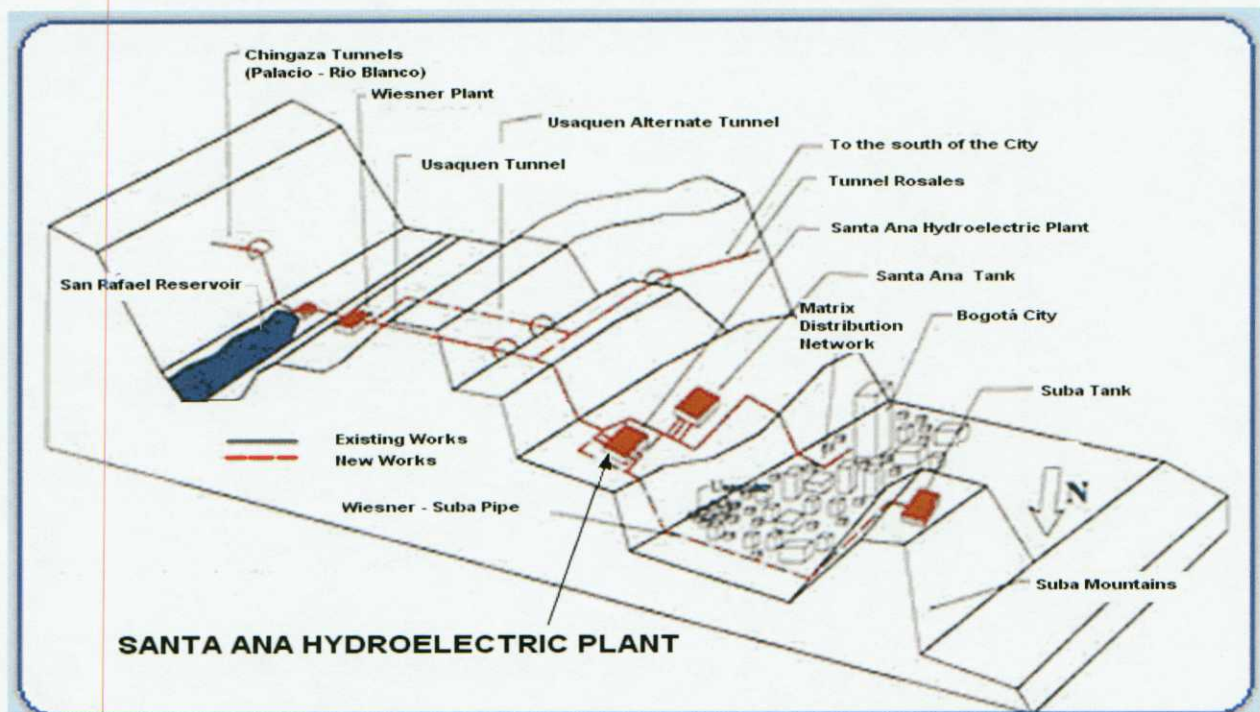 Chingaza Tunnels
(Palacio - Rio Blanco)
Wiesner Plant
Usaquen Alternate Tunnel
Usaquen Tunnel
To the south of the City
Tunnel Rosales
Santa Ana Hydroelectric Plant
San Rafael Reservoir
Santa Ana Tank
Matrix
Distribution
Network
Bogotá City
Suba Tank
Existing Works
New Works
Wiesner - Suba Pipe
N
Suba Mountains
SANTA ANA HYDROELECTRIC PLANT